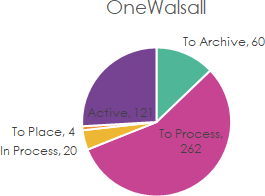 OneWalsall
To Archive, 60
Active, 121
To Process,
262
To Place, 4
In Process, 20